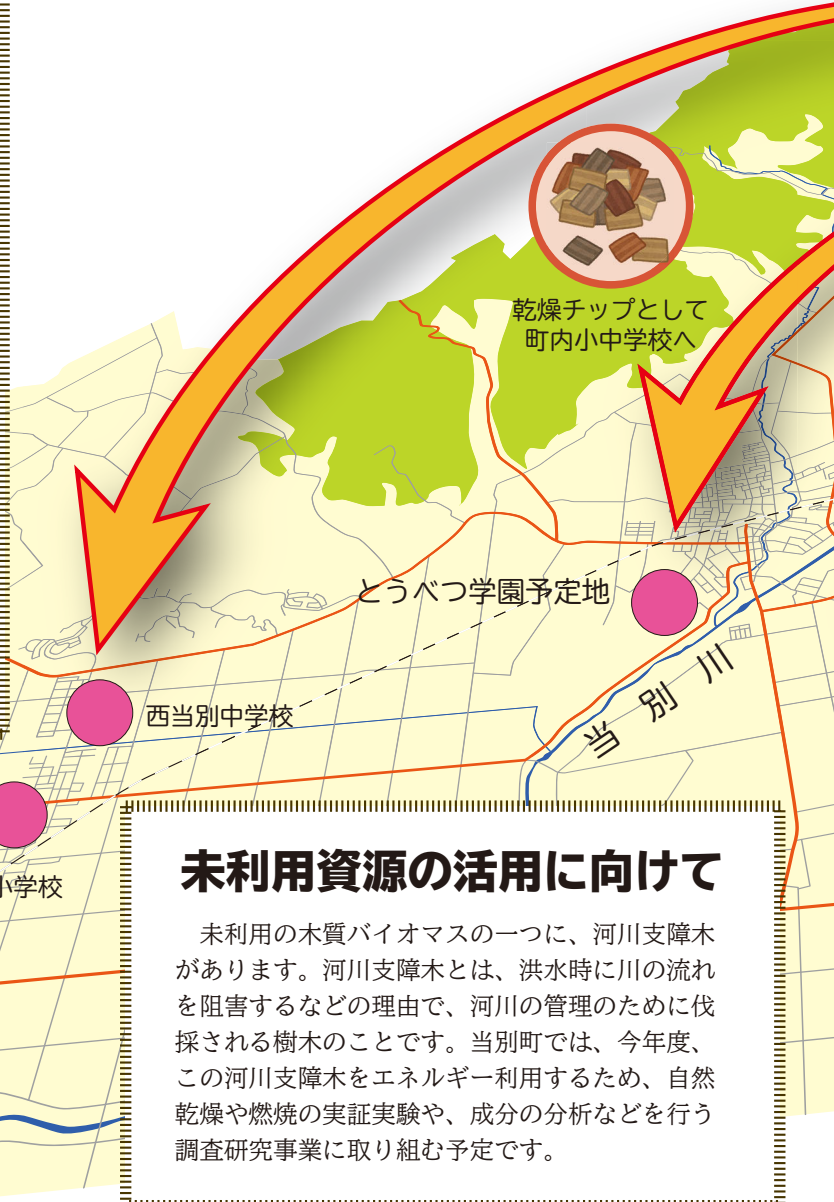 乾燥チップとして
町内小中学校へ
とうべつ学園予定地
当別川
西当別中学校
小学校
未利用資源の活用に向けて
未利用の木質バイオマスの一つに、河川支障木
があります。河川支障木とは、洪水時に川の流れ
を阻害するなどの理由で、河川の管理のために伐
採される樹木のことです。当別町では、今年度、
この河川支障木をエネルギー利用するため、自然
乾燥や燃焼の実証実験や、成分の分析などを行う
調査研究事業に取り組む予定です。